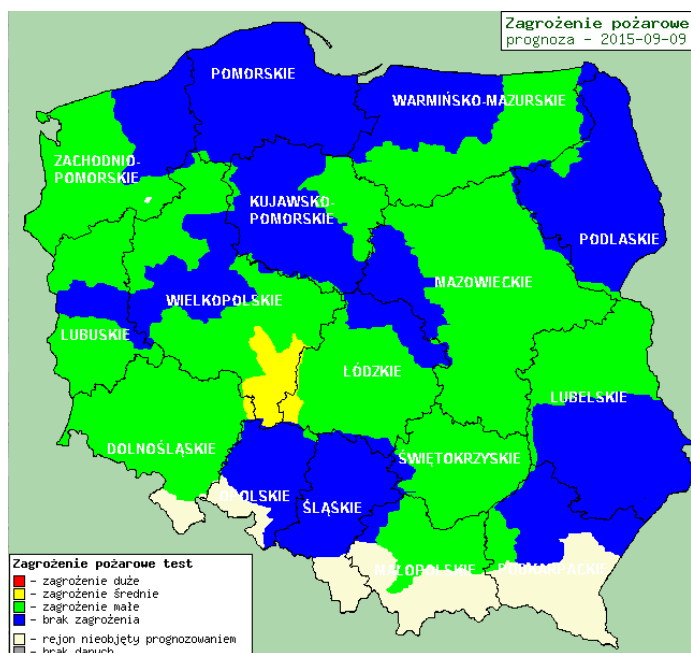 Zagrożenie pożarowe
prognoza - 2015-09-09
POMORSKIE
WARMIŃSKO-MAZURSKIE
ZACHODNIO-
POMORSKIE
KUJAWSKO-
POMORSKIE
PODLASKIE
MAZOWIECKIE
WIELKOPOLSKIE
LUBUSKIE
ŁÓDZKIE
LUBELSKIE
DOLNOŚLĄSKIE
ŚWIĘTOKRZYSKIE
OPOLSKIE
ŚLĄSKIE
MAŁOPOLSKIE
PODKARPACKIE
Zagrożenie pożarowe test
- zagrożenie duże
- zagrożenie średnie
- zagrożenie małe
- brak zagrożenia
- rejon nieobjęty prognozowaniem
- brak danych